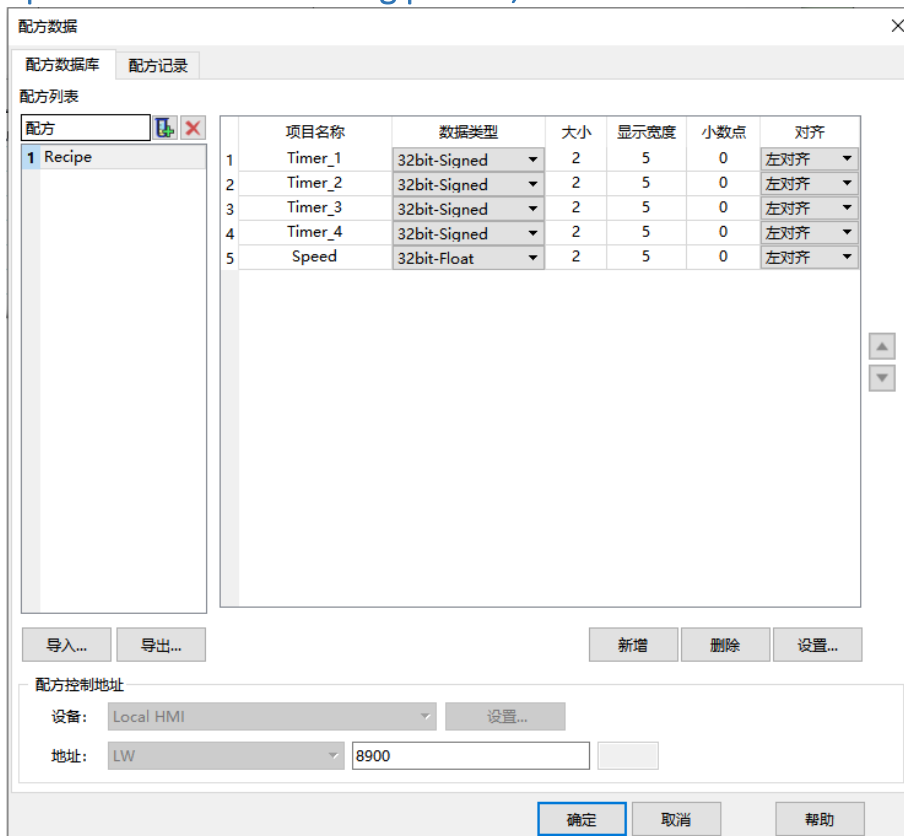 配方数据
配方数据库 配方记录
配方列表
配方
项目名称 数据类型 大小 显示宽度 小数点 对齐
1 Recipe
1 Timer_1 32bit-Signed 2 5 0 左对齐
2 Timer_2 32bit-Signed 2 5 0 左对齐
3 Timer_3 32bit-Signed 2 5 0 左对齐
4 Timer_4 32bit-Signed 2 5 0 左对齐
5 Speed 32bit-Float 2 5 0 左对齐
导入... 导出... 新增 删除 设置...
配方控制地址
设备: Local HMI 设置...
地址: LW 8900
确定 取消 帮助